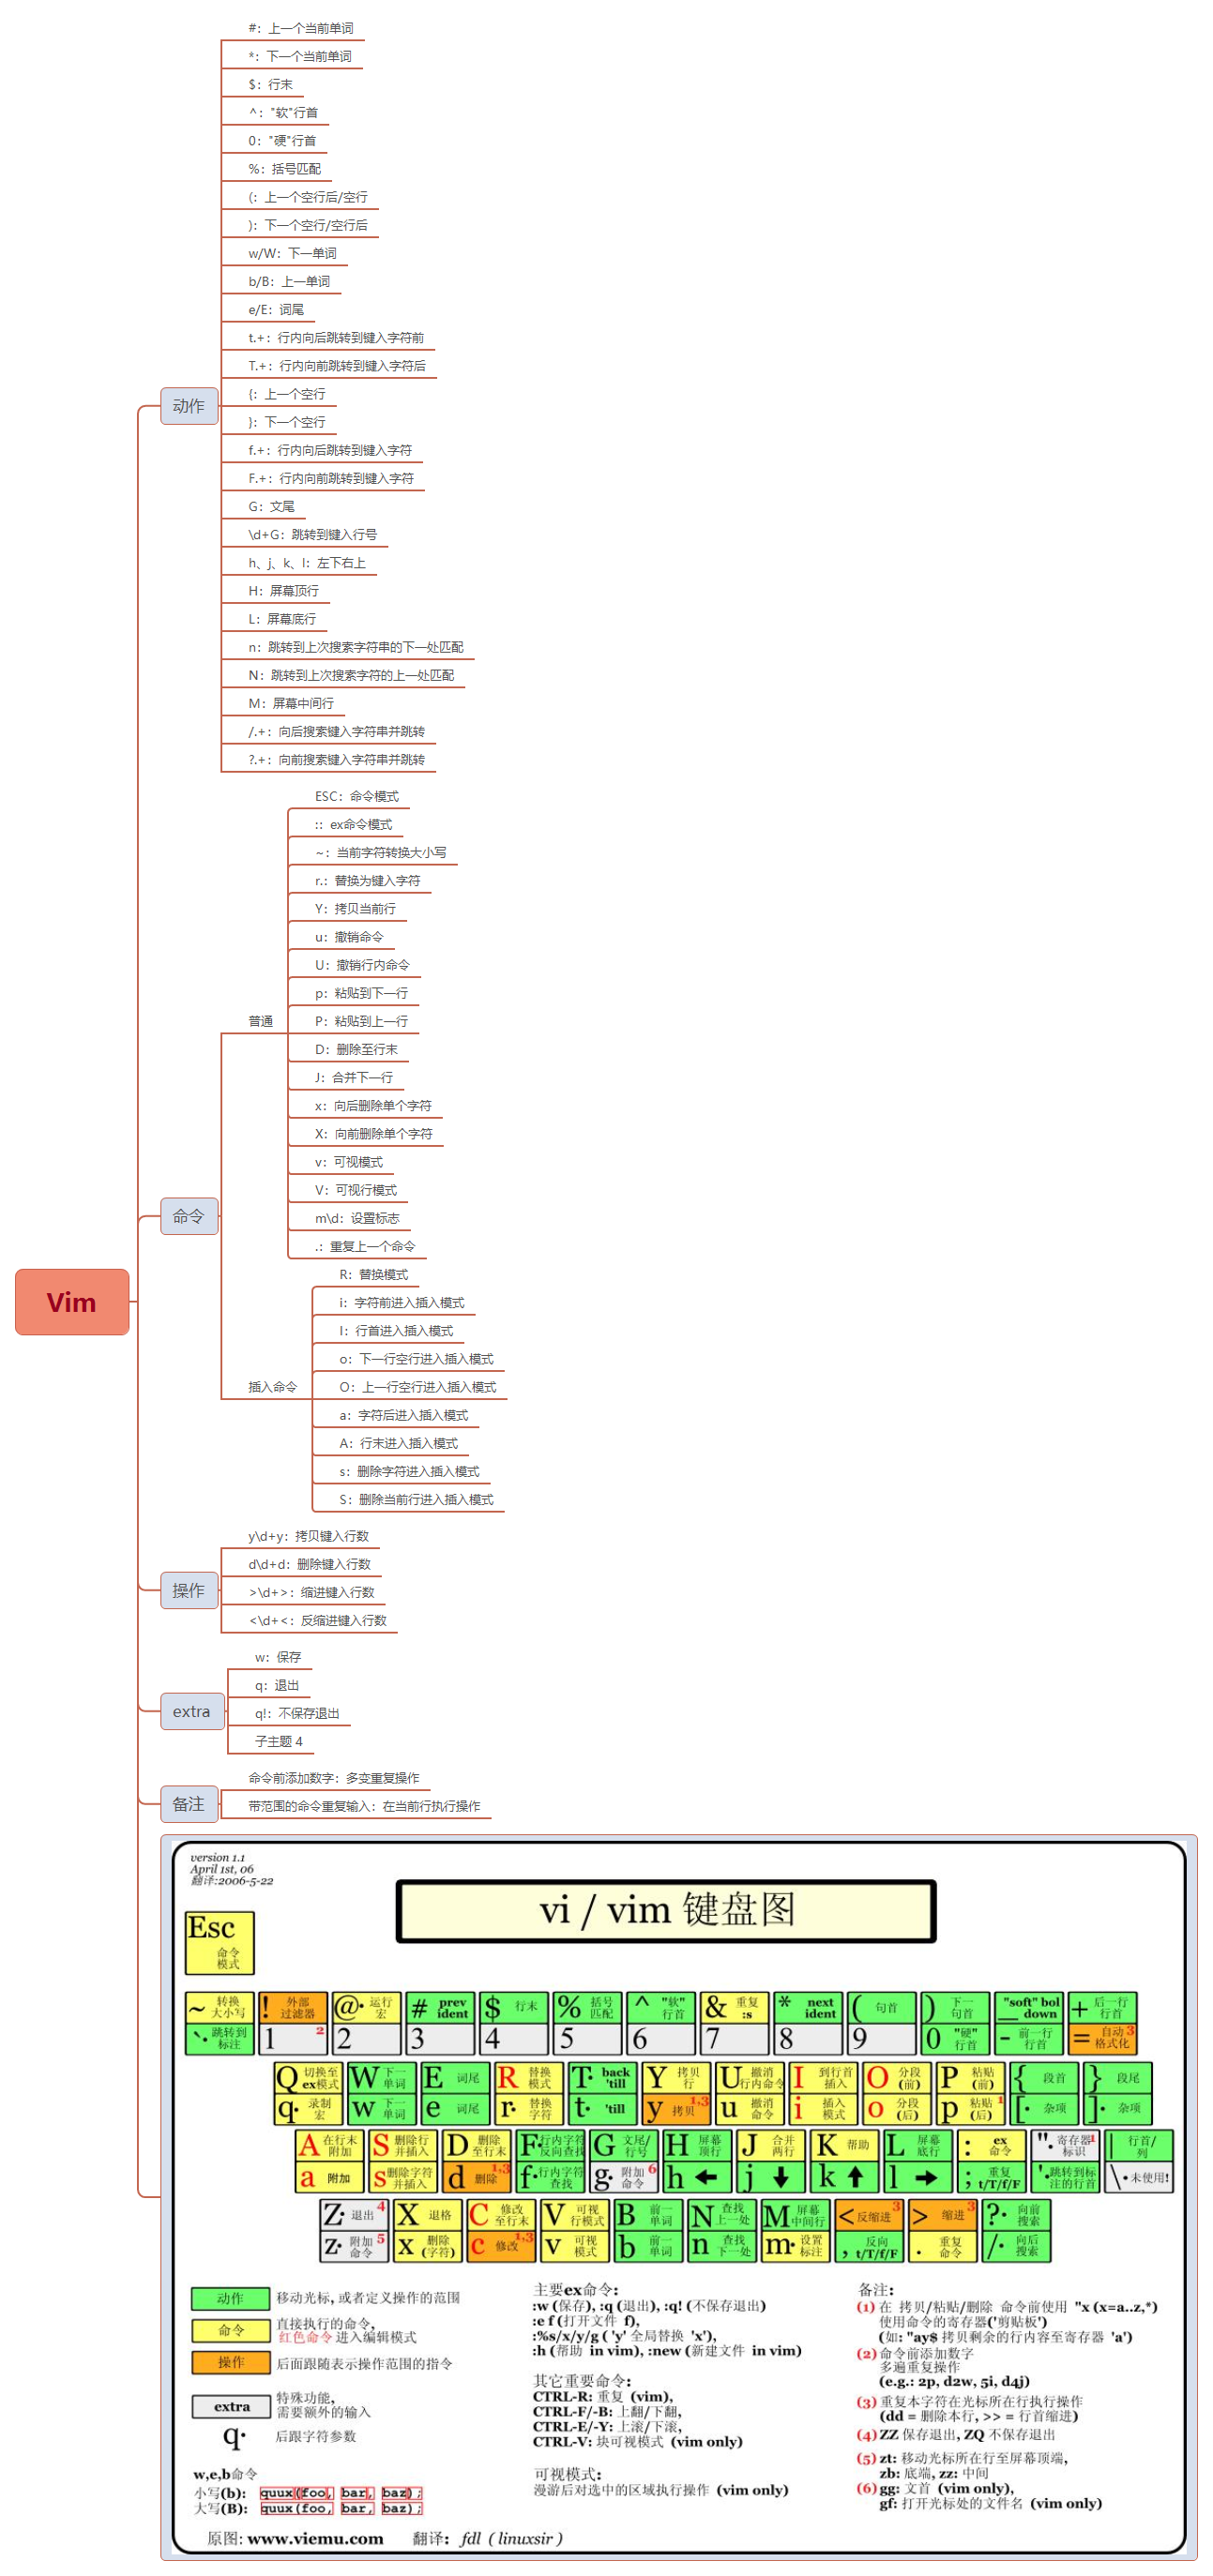 #：上一个当前单词
*：下一个当前单词
$：行末
^："软"行首
0："硬"行首
%：括号匹配
(：上一个空行后/空行
)：下一个空行/空行后
w/W：下一单词
b/B：上一单词
e/E：词尾
t.+：行内向后跳转到键入字符前
T.+：行内向前跳转到键入字符后
{：上一个空行
}：下一个空行
f.+：行内向后跳转到键入字符
F.+：行内向前跳转到键入字符
G：文尾
\d+G：跳转到键入行号
h、j、k、l：左下右上
H：屏幕顶行
L：屏幕底行
n：跳转到上次搜素字符串的下一处匹配
N：跳转到上次搜素字符的上一处匹配
M：屏幕中间行
/.+：向后搜素键入字符串并跳转
?.+：向前搜素键入字符串并跳转
动作
ESC：命令模式
:：ex命令模式
~：当前字符转换大小写
r.：替换为键入字符
Y：拷贝当前行
u：撤销命令
U：撤销行内命令
p：粘贴到下一行
P：粘贴到上一行
D：删除至行末
J：合并下一行
x：向后删除单个字符
X：向前删除单个字符
v：可视模式
V：可视行模式
m\d：设置标志
.：重复上一个命令
普通
R：替换模式
i：字符前进入插入模式
I：行首进入插入模式
o：下一行空行进入插入模式
O：上一行空行进入插入模式
a：字符后进入插入模式
A：行末进入插入模式
s：删除字符进入插入模式
S：删除当前行进入插入模式
插入命令
命令
Vim
y\d+y：拷贝键入行数
d\d+d：删除键入行数
>\d+>：缩进键入行数
<\d+<：反缩进键入行数
操作
w：保存
q：退出
q!：不保存退出
子主题 4
extra
命令前添加数字：多变重复操作
带范围的命令重复输入：在当前行执行操作
备注
version 1.1
April 1st, 06
翻译:2006-5-22
vi / vim 键盘图
Esc 命令模式
~ 转换大小写 ! 外部过滤器 @· 运行宏 # prev ident $ 行末 % 括号匹配 ^ "软"行首 & 重复 :s * next ident ( 句首 ) 下一句首 _ "soft" bol down + 后一行行首
`· 跳转到标注 1 2 2 3 4 5 6 7 8 9 0 "硬"行首 - 前一行行首 = 自动格式化 3
Q 切换至ex模式 W 下一单词 E 词尾 R 替换模式 T· back 'till Y 拷贝行 U 撤消行内命令 I 到行首插入 O 分段(前) P 粘贴(前) { 段首 } 段尾
q· 录制宏 w 下一单词 e 词尾 r· 替换字符 t· 'till y 拷贝 1,3 u 撤消命令 i 插入模式 o 分段(后) p 粘贴(后) 1 [· 杂项 ]· 杂项
A 在行末附加 S 删除行并插入 D 删除至行末 F· 行内字符反向查找 G 文尾/行号 H 屏幕顶行 J 合并两行 K 帮助 L 屏幕底行 : ex命令 "· 寄存器标识 1 | 行首/列
a 附加 s 删除字符并插入 d 删除 1,3 f· 行内字符查找 g· 附加命令 6 h ← j ↓ k ↑ l → ; 重复 t/T/f/F '· 跳转到标注的行首 \· 未使用!
Z· 退出 4 X 退格 C 修改至行末 V 可视行模式 B 前一单词 N 查找上一处 M 屏幕中间行 < 反缩进 3 > 缩进 3 ?· 向前搜索
z· 附加命令 5 x 删除(字符) c 修改 1,3 v 可视模式 b 前一单词 n 查找下一处 m· 设置标注 , 反向 t/T/f/F . 重复命令 /· 向后搜索
动作 移动光标, 或者定义操作的范围
命令 直接执行的命令,
红色命令 进入编辑模式
操作 后面跟随表示操作范围的指令
extra 特殊功能,
需要额外的输入
q· 后跟字符参数
w,e,b命令
小写(b): quux(foo, bar, baz);
大写(B): quux(foo, bar, baz);
原图: www.viemu.com 翻译: fdl ( linuxsir )
主要ex命令:
:w (保存), :q (退出), :q! (不保存退出)
:e f (打开文件 f),
:%s/x/y/g ( 'y' 全局替换 'x'),
:h (帮助 in vim), :new (新建文件 in vim)
其它重要命令:
CTRL-R: 重复 (vim),
CTRL-F/-B: 上翻/下翻,
CTRL-E/-Y: 上滚/下滚,
CTRL-V: 块可视模式 (vim only)
可视模式:
漫游后对选中的区域执行操作 (vim only)
备注:
(1) 在 拷贝/粘贴/删除 命令前使用 "x (x=a..z,*)
使用命令的寄存器('剪贴板')
(如: "ay$ 拷贝剩余的行内容至寄存器 'a')
(2) 命令前添加数字
多遍重复操作
(e.g.: 2p, d2w, 5i, d4j)
(3) 重复本字符在光标所在行执行操作
(dd = 删除本行, >> = 行首缩进)
(4) ZZ 保存退出, ZQ 不保存退出
(5) zt: 移动光标所在行至屏幕顶端,
zb: 底端, zz: 中间
(6) gg: 文首 (vim only),
gf: 打开光标处的文件名 (vim only)